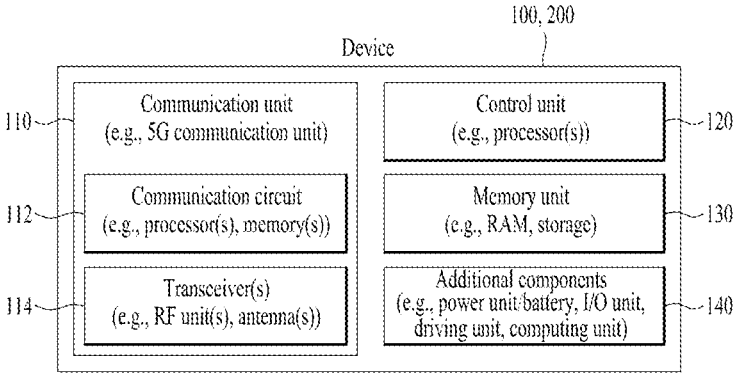 100, 200
Device
110
Communication unit
(e.g., 5G communication unit)
112
Communication circuit
(e.g., processor(s), memory(s))
114
Transceiver(s)
(e.g., RF unit(s), antenna(s))
Control unit
(e.g., processor(s))
120
Memory unit
(e.g., RAM, storage)
130
Additional components
(e.g., power unit/battery, I/O unit,
driving unit, computing unit)
140